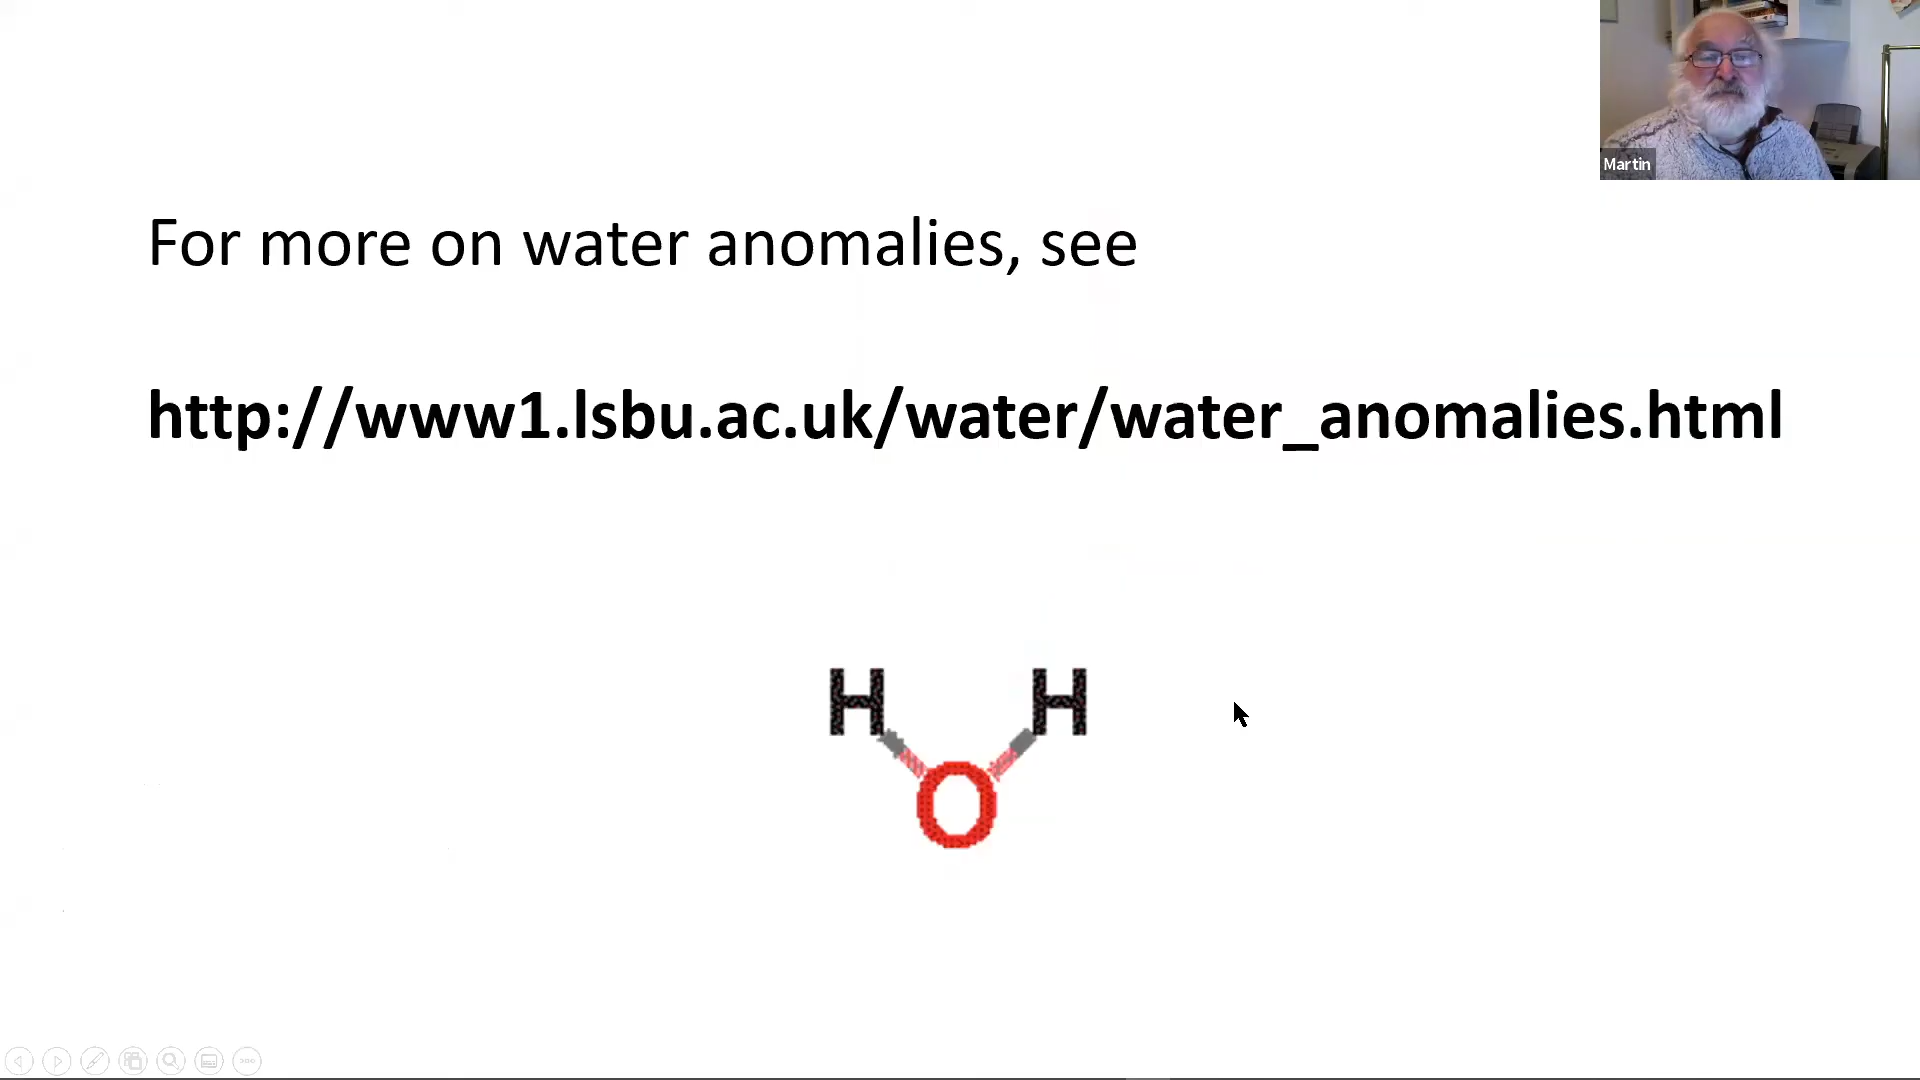 Martin
For more on water anomalies, see
http://www1.lsbu.ac.uk/water/water_anomalies.html
H H
O